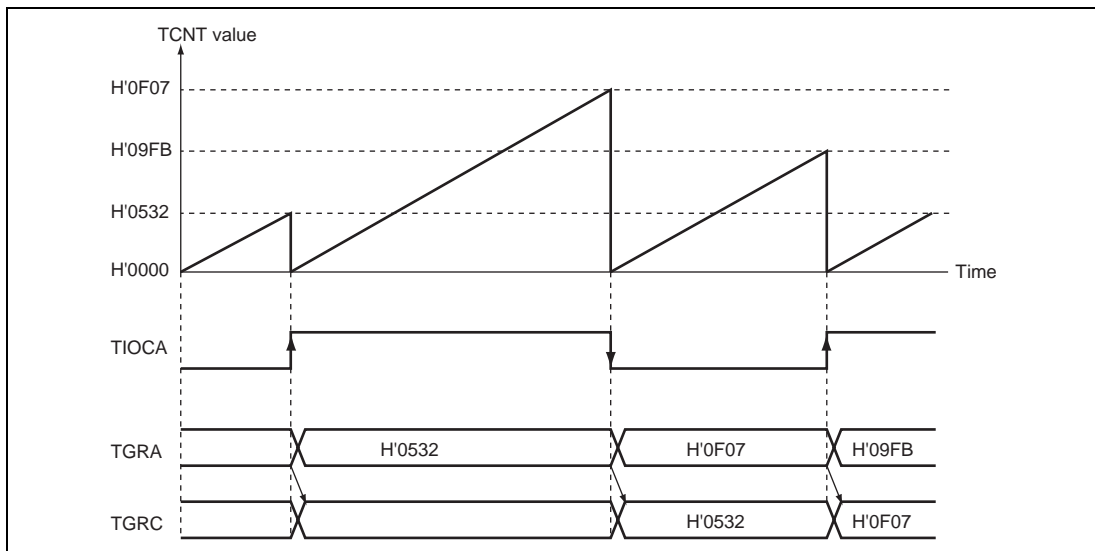 TCNT value
H'0F07
H'09FB
H'0532
H'0000
Time
TIOCA
TGRA
H'0532
H'0F07
H'09FB
TGRC
H'0532
H'0F07